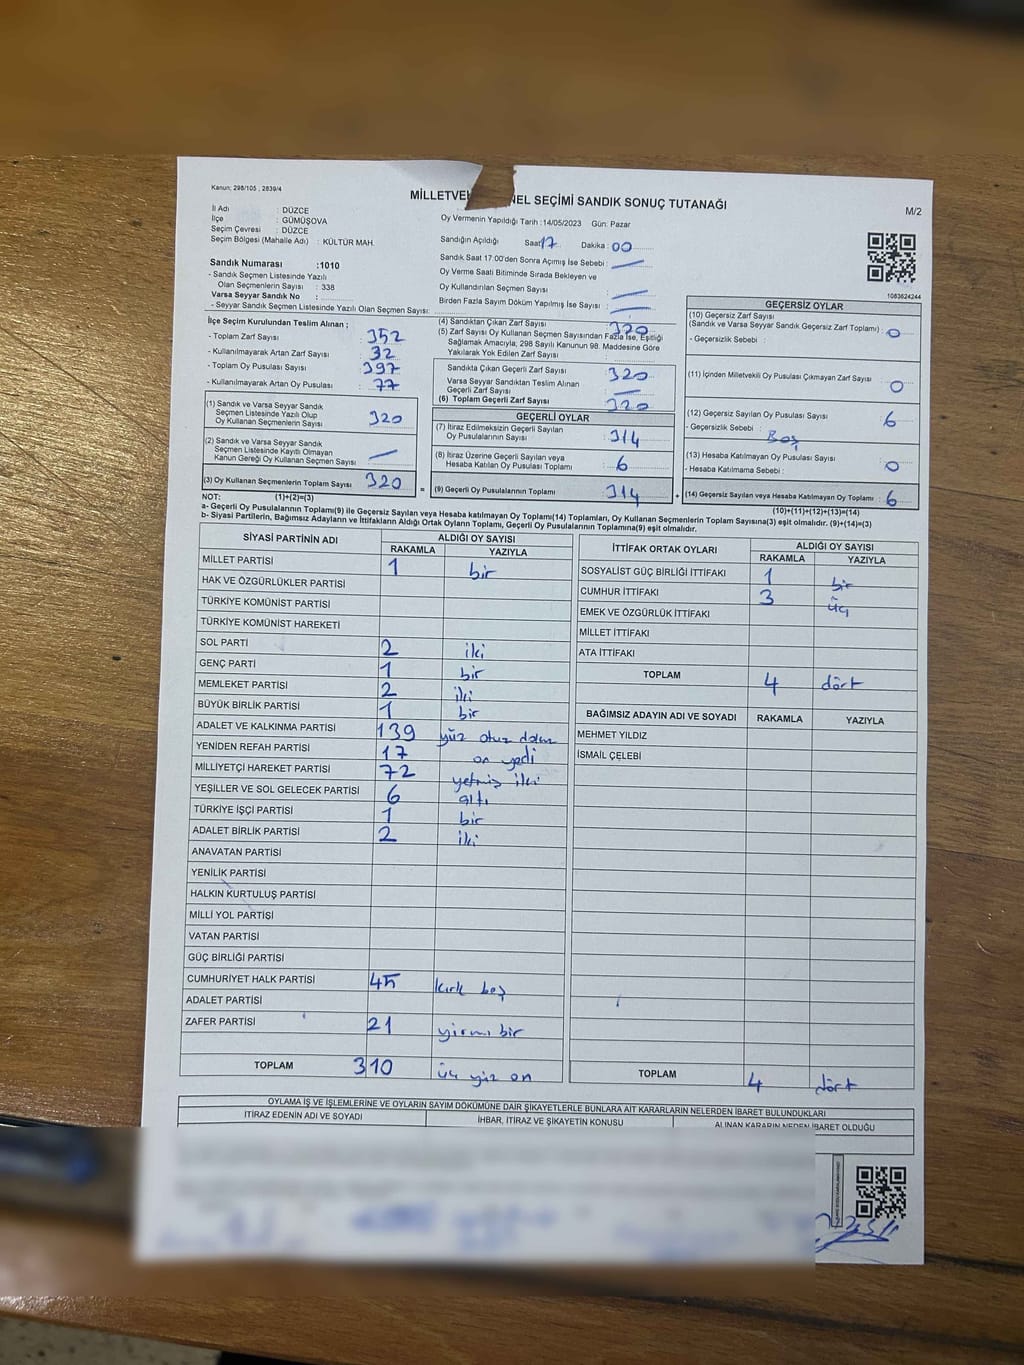 Kanun; 298/105 , 2839/4
MİLLETVE NEL SEÇİMİ SANDIK SONUÇ TUTANAĞI
M/2
İl Adı : DÜZCE
İlçe : GÜMÜŞOVA
Seçim Çevresi : DÜZCE
Seçim Bölgesi (Mahalle Adı) : KÜLTÜR MAH.
Oy Vermenin Yapıldığı Tarih : 14/05/2023 Gün: Pazar
Sandığın Açıldığı Saat 17 Dakika : 00
Sandık Saat 17:00'den Sonra Açımış İse Sebebi : —
Oy Verme Saati Bitiminde Sırada Bekleyen ve
Oy Kullandırılan Seçmen Sayısı : —
Birden Fazla Sayım Döküm Yapılmış İse Sayısı : —
Sandık Numarası :1010
- Sandık Seçmen Listesinde Yazılı
Olan Seçmenlerin Sayısı : 338
Varsa Seyyar Sandık No :
- Seyyar Sandık Seçmen Listesinde Yazılı Olan Seçmen Sayısı:
1083624244
İlçe Seçim Kurulundan Teslim Alınan ;
- Toplam Zarf Sayısı : 352
- Kullanılmayarak Artan Zarf Sayısı : 32
- Toplam Oy Pusulası Sayısı : 397
- Kullanılmayarak Artan Oy Pusulası : 77
(1) Sandık ve Varsa Seyyar Sandık
Seçmen Listesinde Yazılı Olup
Oy Kullanan Seçmenlerin Sayısı : 320
(2) Sandık ve Varsa Seyyar Sandık
Seçmen Listesinde Kayıtlı Olmayan
Kanun Gereği Oy Kullanan Seçmen Sayısı : —
(3) Oy Kullanan Seçmenlerin Toplam Sayısı : 320
(1)+(2)=(3)
(4) Sandıktan Çıkan Zarf Sayısı : 320
(5) Zarf Sayısı Oy Kullanan Seçmen Sayısından Fazla İse, Eşitliği
Sağlamak Amacıyla, 298 Sayılı Kanunun 98. Maddesine Göre
Yakılarak Yok Edilen Zarf Sayısı :
Sandıkta Çıkan Geçerli Zarf Sayısı : 320
Varsa Seyyar Sandıktan Teslim Alınan
Geçerli Zarf Sayısı : —
(6) Toplam Geçerli Zarf Sayısı : 320
GEÇERLİ OYLAR
(7) İtiraz Edilmeksizin Geçerli Sayılan
Oy Pusulalarının Sayısı : 314
(8) İtiraz Üzerine Geçerli Sayılan veya
Hesaba Katılan Oy Pusulası Toplamı : 6
= (9) Geçerli Oy Pusulalarının Toplamı : 314 +
GEÇERSİZ OYLAR
(10) Geçersiz Zarf Sayısı
(Sandık ve Varsa Seyyar Sandık Geçersiz Zarf Toplamı) : 0
- Geçersizlik Sebebi :
(11) İçinden Milletvekili Oy Pusulası Çıkmayan Zarf Sayısı : 0
(12) Geçersiz Sayılan Oy Pusulası Sayısı : 6
- Geçersizlik Sebebi : Boş
(13) Hesaba Katılmayan Oy Pusulası Sayısı : 0
- Hesaba Katılmama Sebebi :
(14) Geçersiz Sayılan veya Hesaba Katılmayan Oy Toplamı : 6
(10)+(11)+(12)+(13)=(14)
NOT:
a- Geçerli Oy Pusulası Toplamı(9) ile Geçersiz Sayılan veya Hesaba Katılmayan Oy Toplamı(14) Toplamları, Oy Kullanan Seçmenlerin Toplam Sayısına(3) eşit olmalıdır. (9)+(14)=(3)
b- Siyasi Partilerin, Bağımsız Adayların ve İttifakların Aldığı Ortak Oyların Toplamı, Geçerli Oy Pusulalarının Toplamına(9) eşit olmalıdır.
SİYASİ PARTİNİN ADI ALDIĞI OY SAYISI
RAKAMLA YAZIYLA
MİLLET PARTİSİ 1 bir
HAK VE ÖZGÜRLÜKLER PARTİSİ
TÜRKİYE KOMÜNİST PARTİSİ
TÜRKİYE KOMÜNİST HAREKETİ
SOL PARTİ 2 iki
GENÇ PARTİ 1 bir
MEMLEKET PARTİSİ 2 iki
BÜYÜK BİRLİK PARTİSİ 1 bir
ADALET VE KALKINMA PARTİSİ 139 yüz otuz dokuz
YENİDEN REFAH PARTİSİ 17 on yedi
MİLLİYETÇİ HAREKET PARTİSİ 72 yetmiş iki
YEŞİLLER VE SOL GELECEK PARTİSİ 6 altı
TÜRKİYE İŞÇİ PARTİSİ 1 bir
ADALET BİRLİK PARTİSİ 2 iki
ANAVATAN PARTİSİ
YENİLİK PARTİSİ
HALKIN KURTULUŞ PARTİSİ
MİLLİ YOL PARTİSİ
VATAN PARTİSİ
GÜÇ BİRLİĞİ PARTİSİ
CUMHURİYET HALK PARTİSİ 45 kırk beş
ADALET PARTİSİ
ZAFER PARTİSİ 21 yirmi bir
TOPLAM 310 üç yüz on
İTTİFAK ORTAK OYLARI ALDIĞI OY SAYISI
RAKAMLA YAZIYLA
SOSYALİST GÜÇ BİRLİĞİ İTTİFAKI 1 bir
CUMHUR İTTİFAKI 3 üç
EMEK VE ÖZGÜRLÜK İTTİFAKI
MİLLET İTTİFAKI
ATA İTTİFAKI
TOPLAM 4 dört
BAĞIMSIZ ADAYIN ADI VE SOYADI RAKAMLA YAZIYLA
MEHMET YILDIZ
İSMAİL ÇELEBİ
TOPLAM 4 dört
OYLAMA İŞ VE İŞLEMLERİNE VE OYLARIN SAYIM DÖKÜMÜNE DAİR ŞİKAYETLERLE BUNLARA AİT KARARLARIN NELERDEN İBARET BULUNDUKLARI
İTİRAZ EDENİN ADI VE SOYADI İHBAR, İTİRAZ VE ŞİKAYETİN KONUSU ALINAN KARARIN NEDEN İBARET OLDUĞU